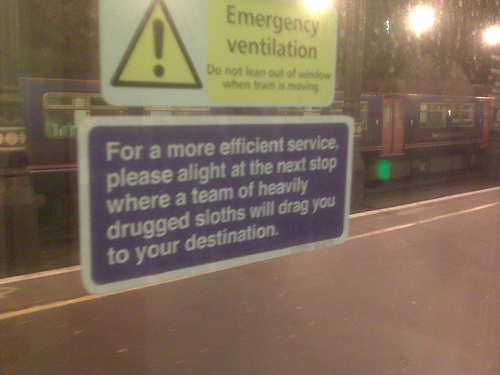 Emergency
ventilation
Do not lean out of window
when train is moving
For a more efficient service,
please alight at the next stop
where a team of heavily
drugged sloths will drag you
to your destination.